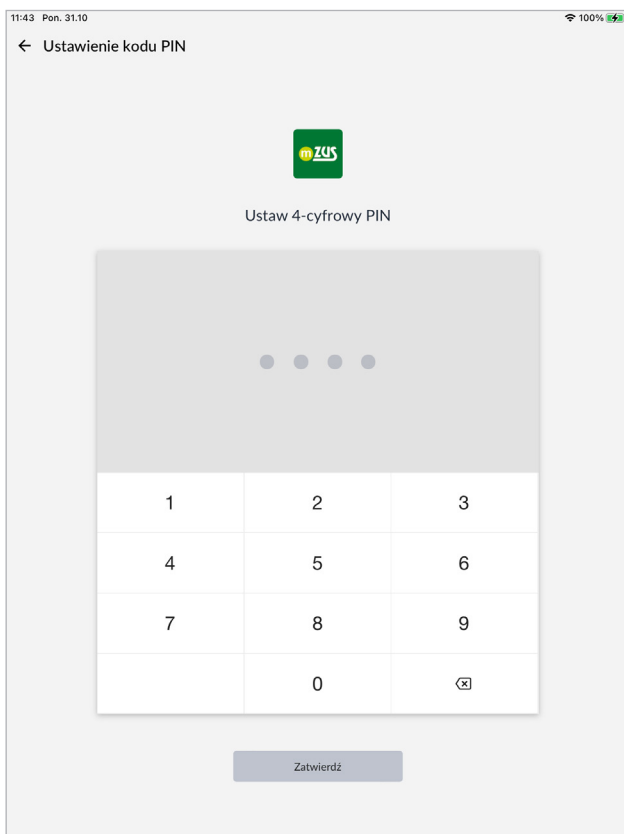 11:43 Pon. 31.10 100%
← Ustawienie kodu PIN
mZUS
Ustaw 4-cyfrowy PIN
1 2 3
4 5 6
7 8 9
0
Zatwierdź